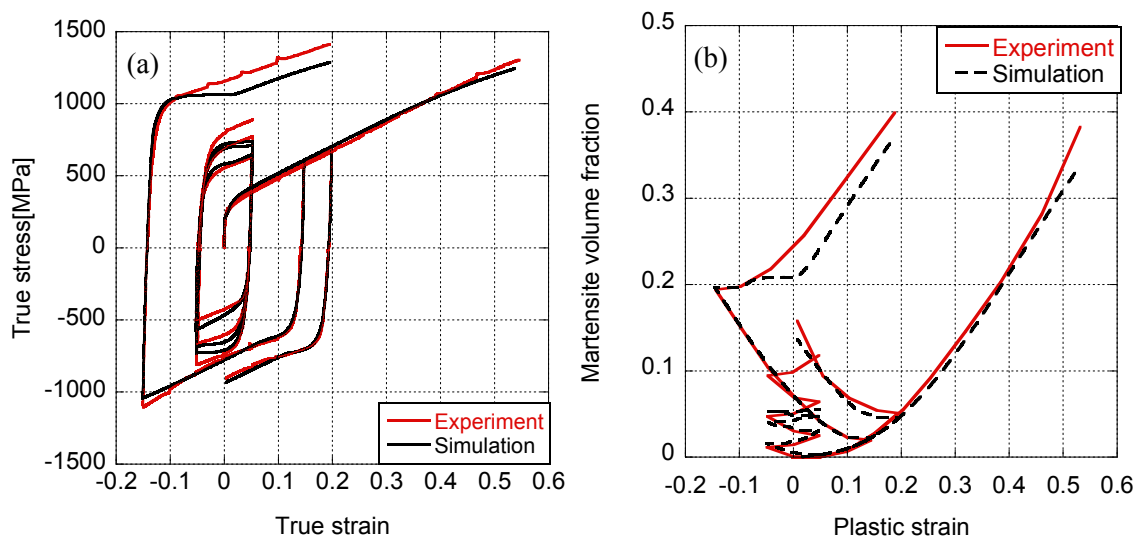 (a)
True stress[MPa]
1500
1000
500
0
-500
-1000
-1500
-0.2 -0.1 0 0.1 0.2 0.3 0.4 0.5 0.6
True strain
Experiment
Simulation
(b)
Martensite volume fraction
0.5
0.4
0.3
0.2
0.1
0
-0.2 -0.1 0 0.1 0.2 0.3 0.4 0.5 0.6
Plastic strain
Experiment
Simulation